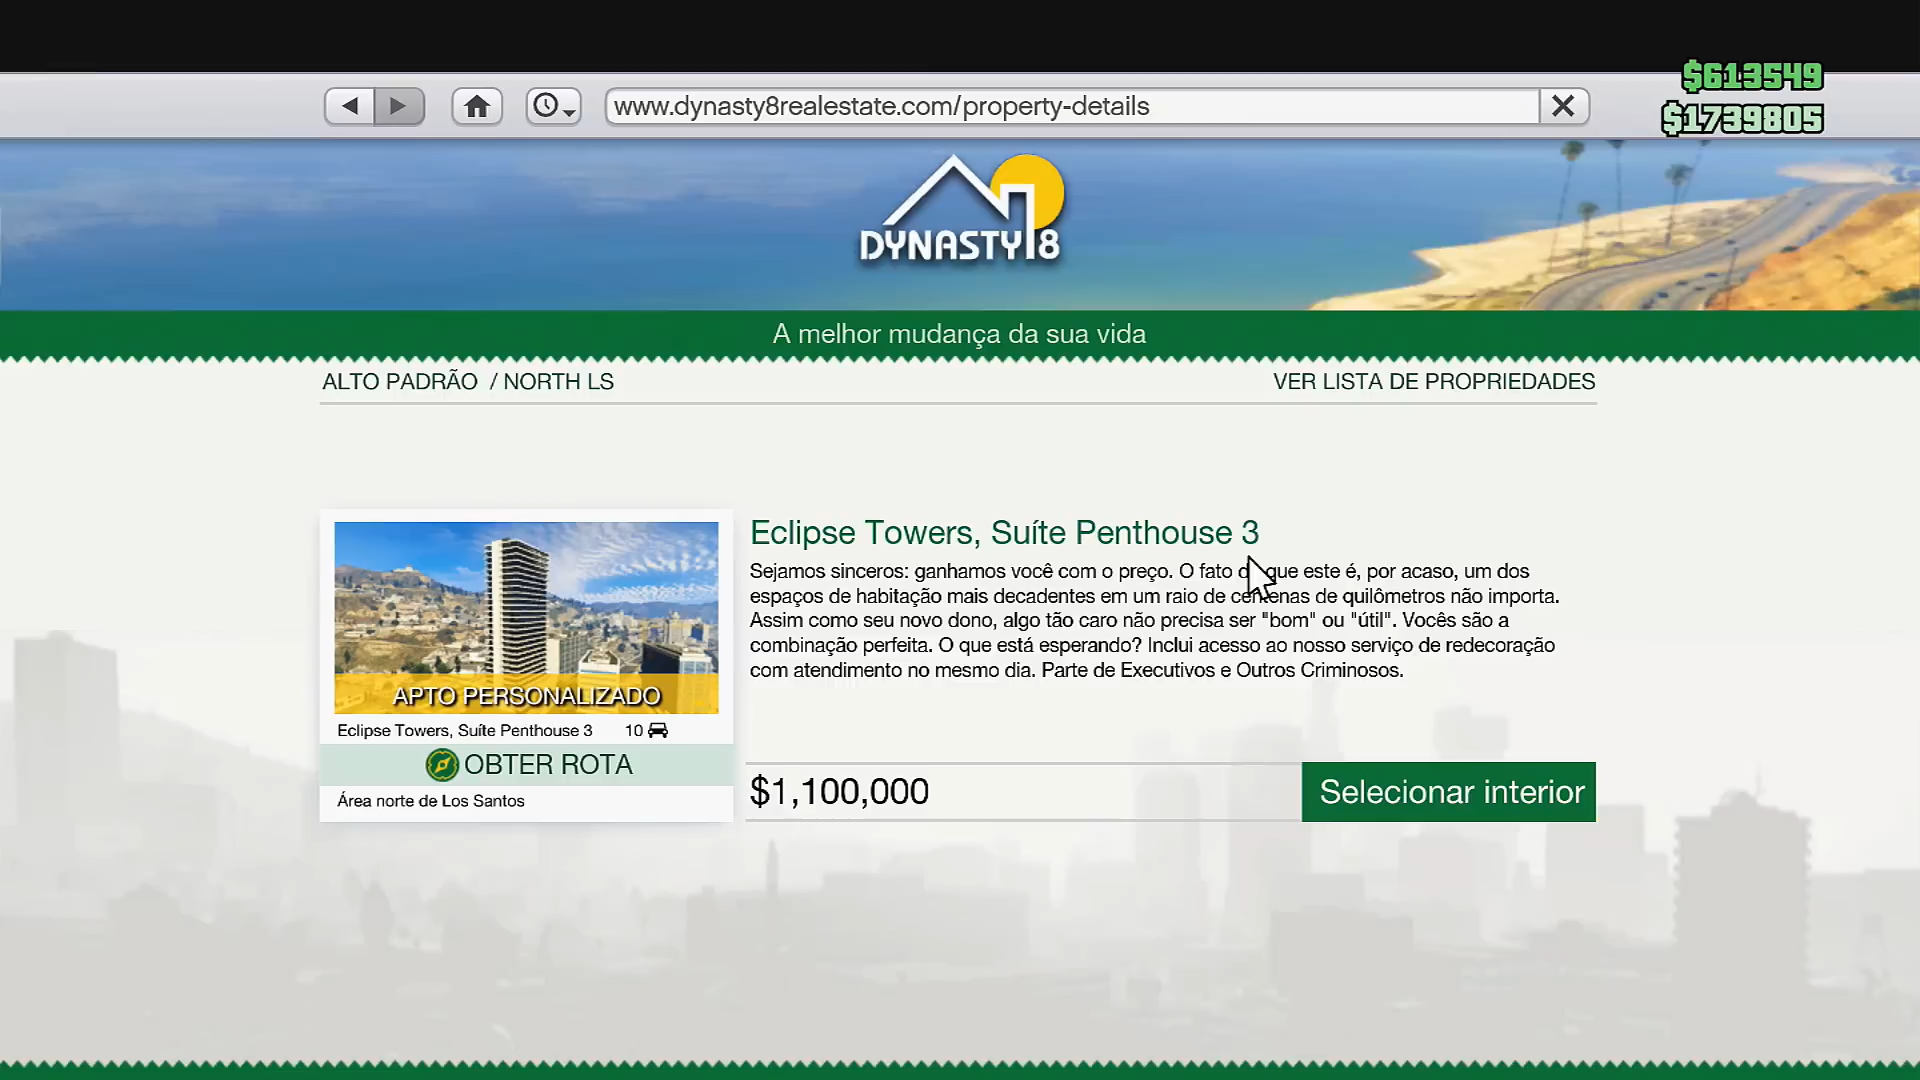 $613549
www.dynasty8realestate.com/property-details
$1739805
DYNASTY 8
A melhor mudança da sua vida
ALTO PADRÃO / NORTH LS
VER LISTA DE PROPRIEDADES
Eclipse Towers, Suíte Penthouse 3
Sejamos sinceros: ganhamos você com o preço. O fato que este é, por acaso, um dos
espaços de habitação mais decadentes em um raio de centenas de quilômetros não importa.
Assim como seu novo dono, algo tão caro não precisa ser "bom" ou "útil". Vocês são a
combinação perfeita. O que está esperando? Inclui acesso ao nosso serviço de redecoração
com atendimento no mesmo dia. Parte de Executivos e Outros Criminosos.
APTO PERSONALIZADO
Eclipse Towers, Suíte Penthouse 3 10
OBTER ROTA
Área norte de Los Santos
$1,100,000
Selecionar interior